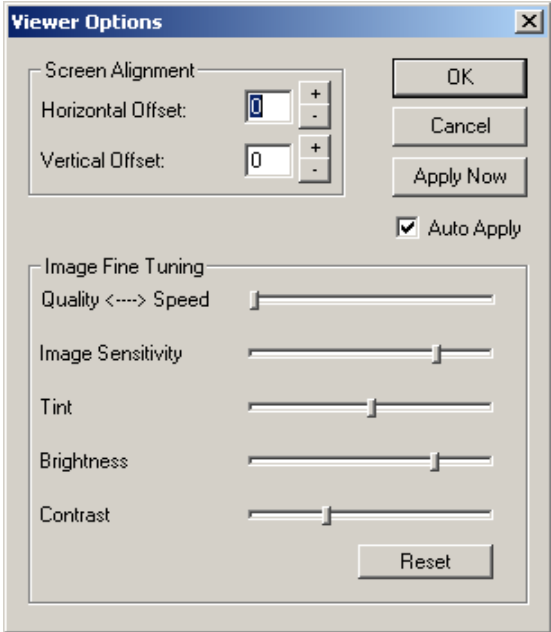 Viewer Options
Screen Alignment
Horizontal Offset: 0 + -
OK
Cancel
Vertical Offset: 0 + -
Apply Now
Auto Apply
Image Fine Tuning
Quality <----> Speed
Image Sensitivity
Tint
Brightness
Contrast
Reset